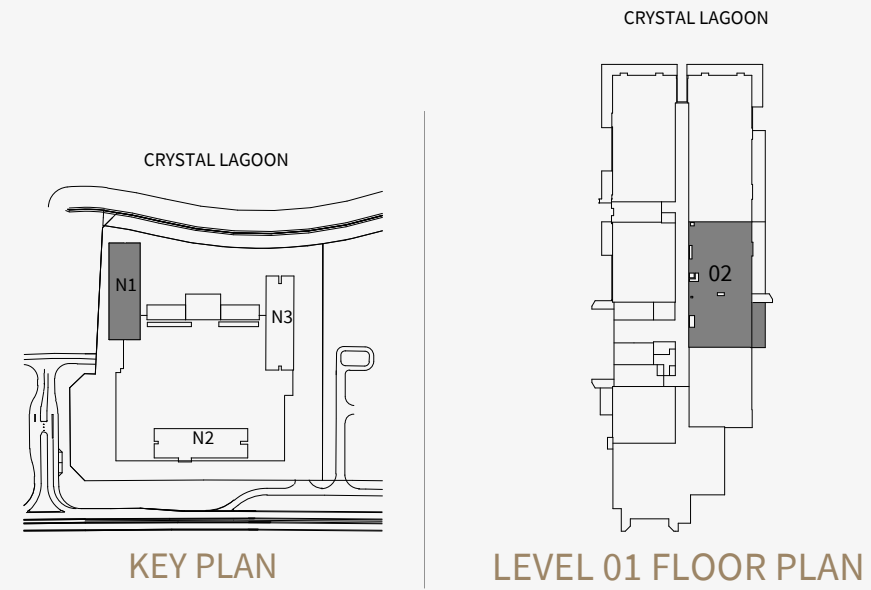 CRYSTAL LAGOON
N1
N3
N2
KEY PLAN
CRYSTAL LAGOON
02
LEVEL 01 FLOOR PLAN